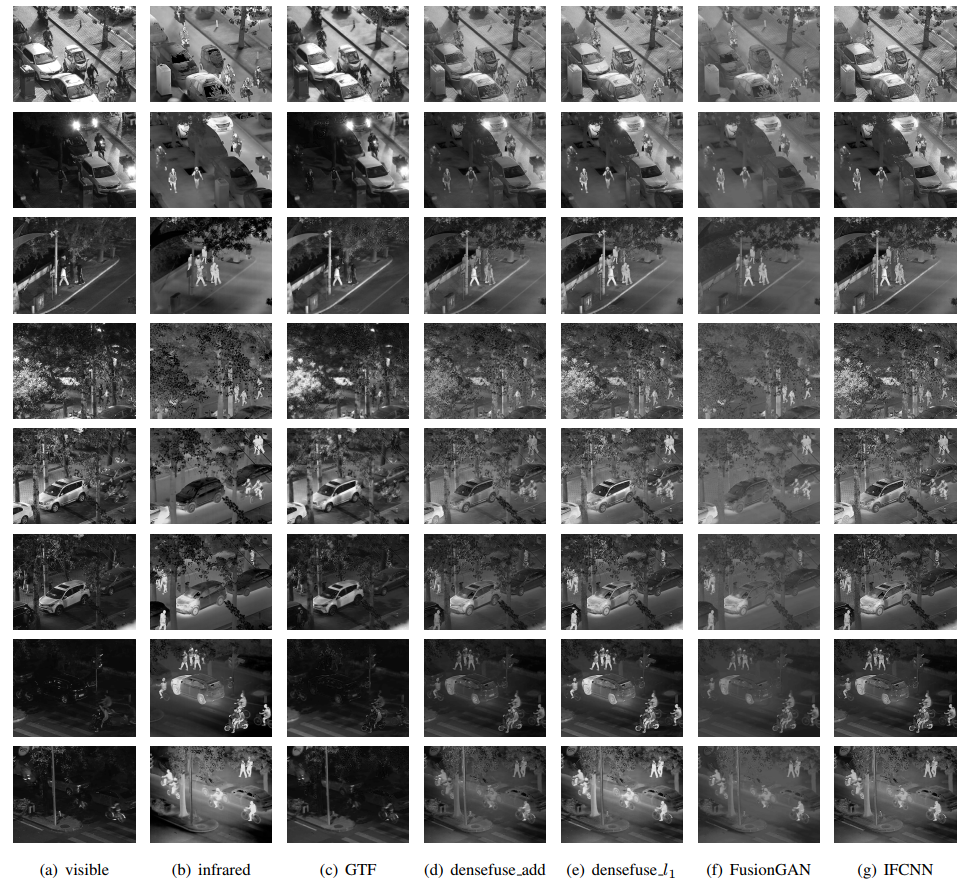 (a) visible (b) infrared (c) GTF (d) densefuse_add (e) densefuse_l₁ (f) FusionGAN (g) IFCNN